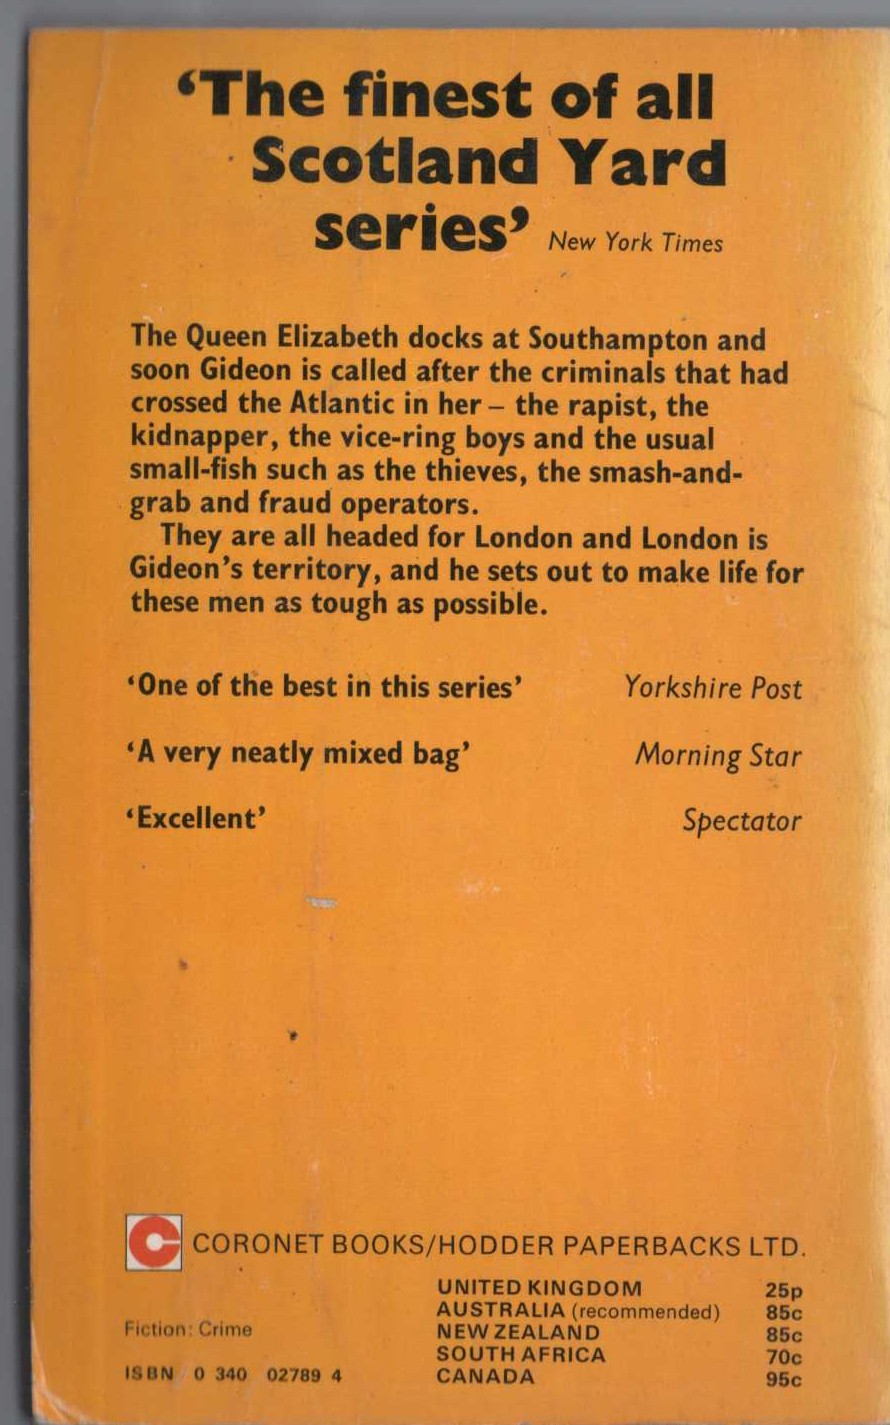 ‘The finest of all
Scotland Yard
series’ New York Times
The Queen Elizabeth docks at Southampton and
soon Gideon is called after the criminals that had
crossed the Atlantic in her – the rapist, the
kidnapper, the vice-ring boys and the usual
small-fish such as the thieves, the smash-and-
grab and fraud operators.
They are all headed for London and London is
Gideon’s territory, and he sets out to make life for
these men as tough as possible.
‘One of the best in this series’ Yorkshire Post
‘A very neatly mixed bag’ Morning Star
‘Excellent’ Spectator
CORONET BOOKS/HODDER PAPERBACKS LTD.
UNITED KINGDOM 25p
AUSTRALIA (recommended) 85c
NEW ZEALAND 85c
SOUTH AFRICA 70c
CANADA 95c
Fiction: Crime
ISBN 0 340 02789 4